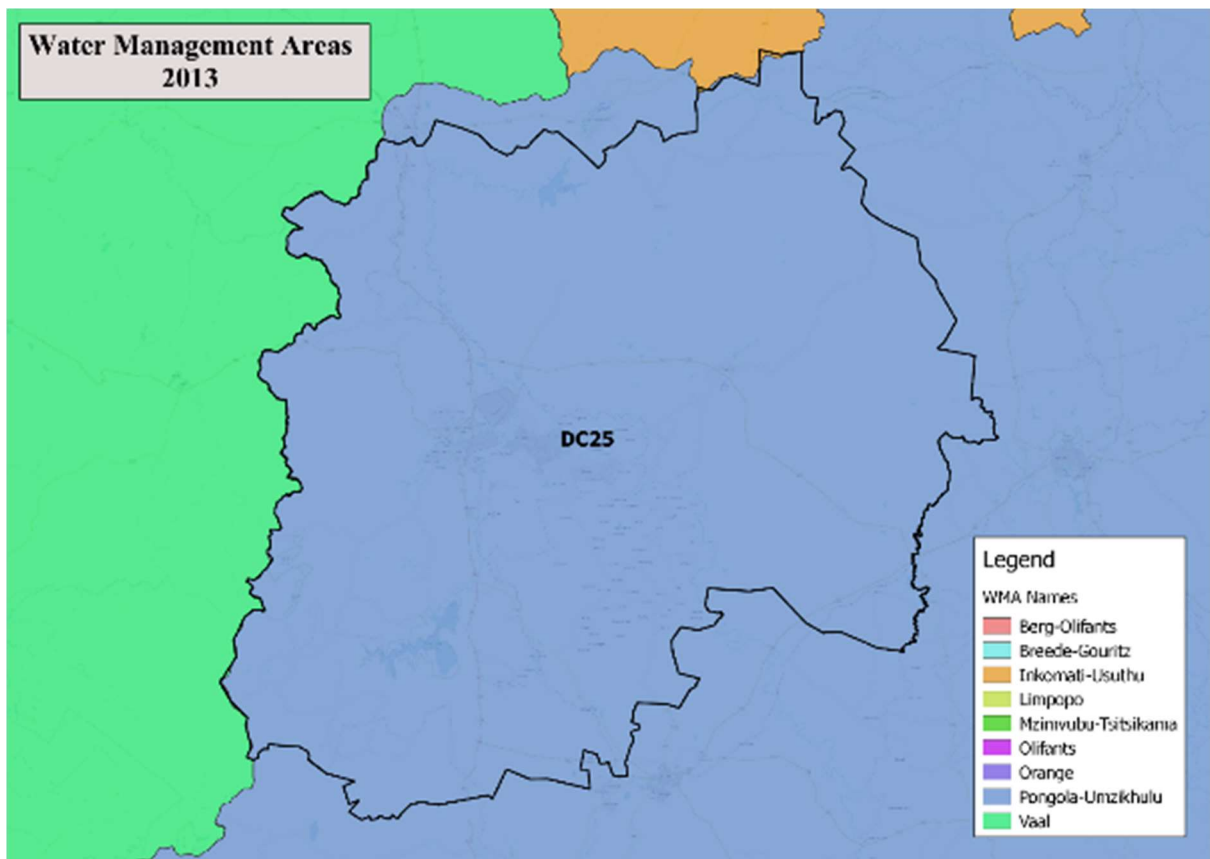 Water Management Areas
2013
DC25
Legend
WMA Names
Berg-Olifants
Breede-Gouritz
Inkomati-Usuthu
Limpopo
Mzimvubu-Tsitsikama
Olifants
Orange
Pongola-Umzikhulu
Vaal